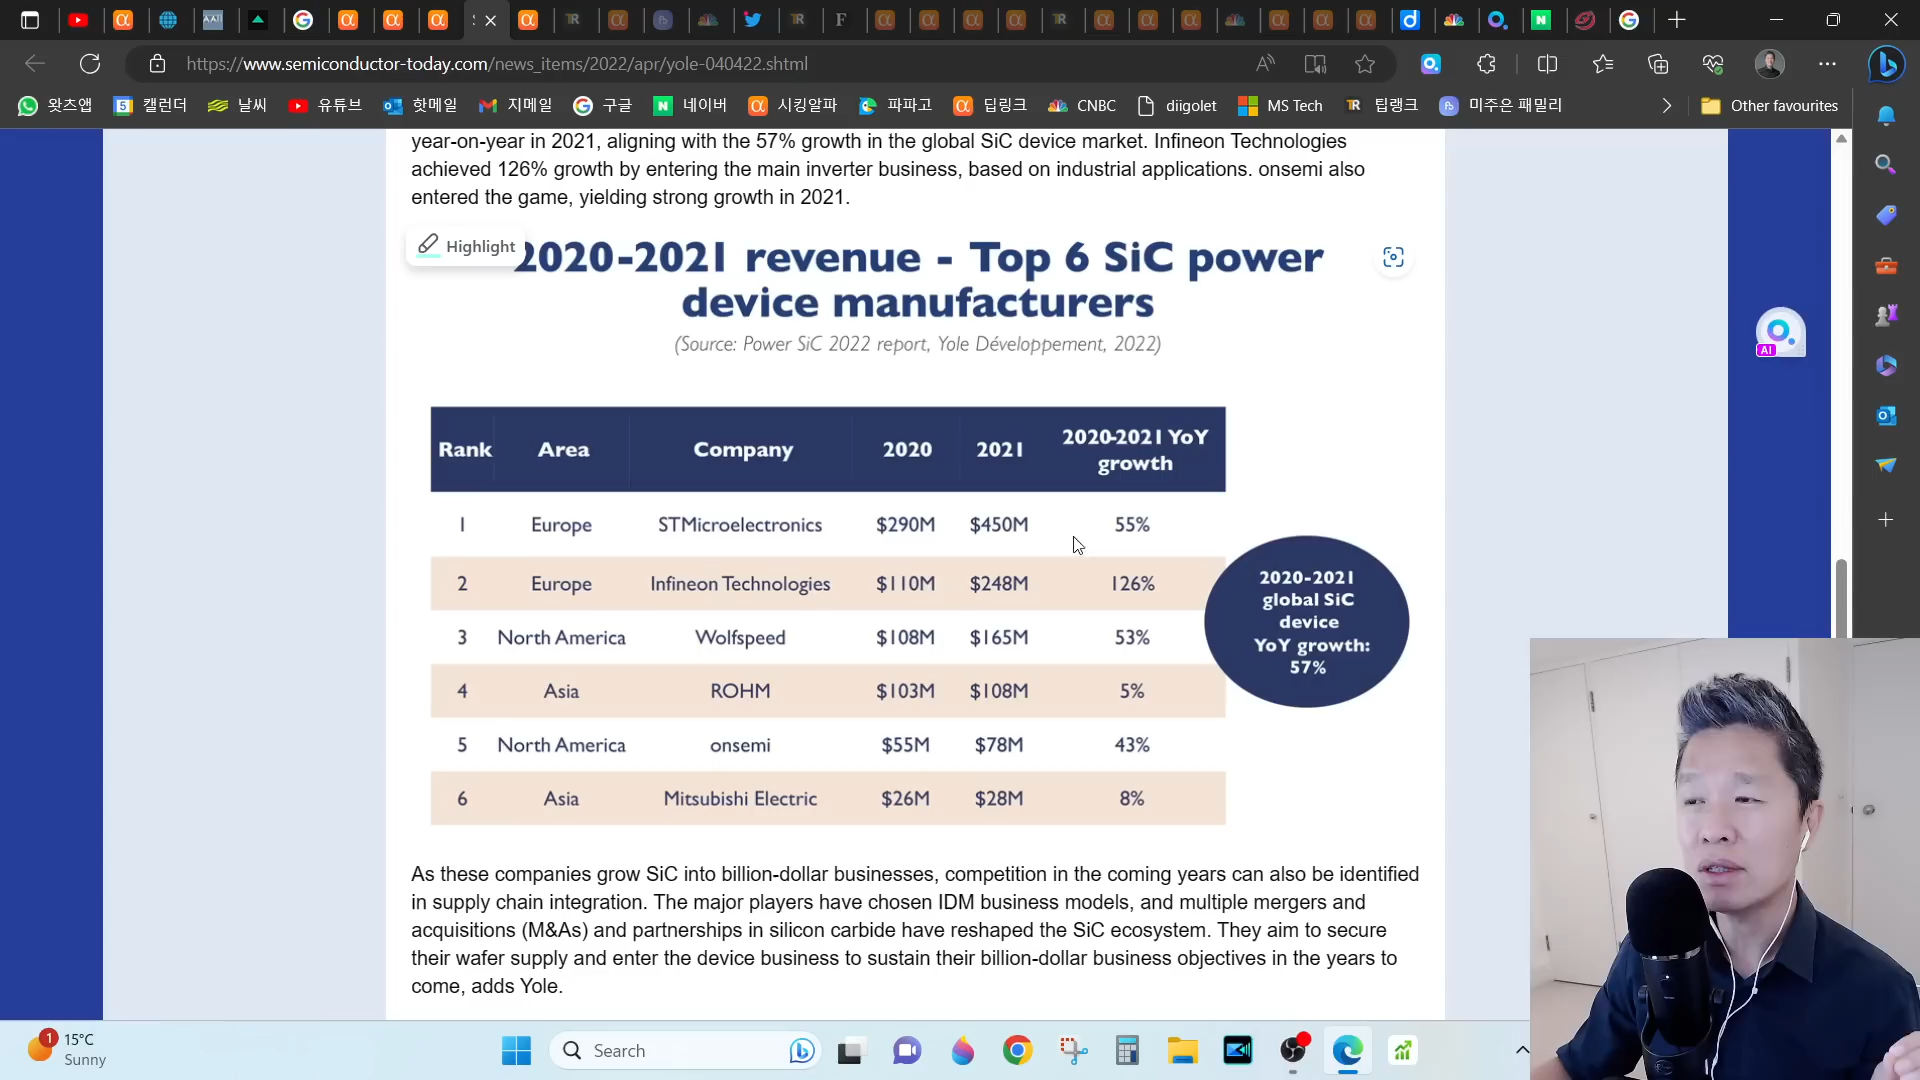 https://www.semiconductor-today.com/news_items/2022/apr/yole-040422.shtml
왓츠앱 캘런더 날씨 유튜브 핫메일 지메일 구글 네이버 시킹알파 파파고 딥링크 CNBC diigolet MS Tech 팁랭크 미주은 패밀리 Other favourites
year-on-year in 2021, aligning with the 57% growth in the global SiC device market. Infineon Technologies
achieved 126% growth by entering the main inverter business, based on industrial applications. onsemi also
entered the game, yielding strong growth in 2021.
Highlight
2020-2021 revenue - Top 6 SiC power
device manufacturers
(Source: Power SiC 2022 report, Yole Développement, 2022)
Rank Area Company 2020 2021 2020-2021 YoY growth
1 Europe STMicroelectronics $290M $450M 55%
2 Europe Infineon Technologies $110M $248M 126%
3 North America Wolfspeed $108M $165M 53%
4 Asia ROHM $103M $108M 5%
5 North America onsemi $55M $78M 43%
6 Asia Mitsubishi Electric $26M $28M 8%
2020-2021
global SiC
device
YoY growth:
57%
AI
As these companies grow SiC into billion-dollar businesses, competition in the coming years can also be identified
in supply chain integration. The major players have chosen IDM business models, and multiple mergers and
acquisitions (M&As) and partnerships in silicon carbide have reshaped the SiC ecosystem. They aim to secure
their wafer supply and enter the device business to sustain their billion-dollar business objectives in the years to
come, adds Yole.
1
15°C
Sunny
Search